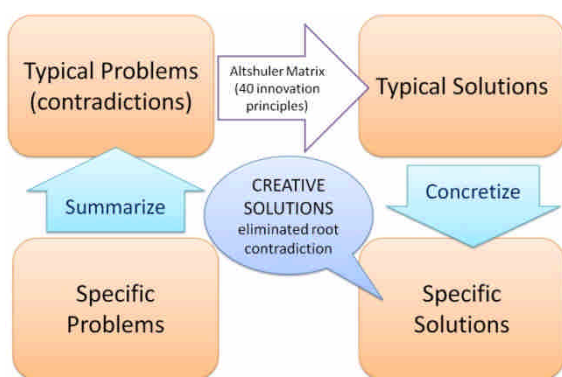 Typical Problems
(contradictions)
Altshuler Matrix
(40 innovation
principles)
Typical Solutions
Summarize
CREATIVE
SOLUTIONS
eliminated root
contradiction
Concretize
Specific
Problems
Specific
Solutions